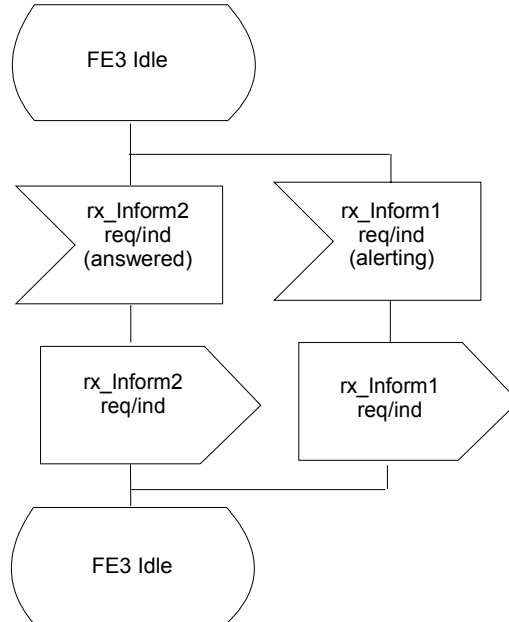 FE3 Idle
rx_Inform2
req/ind
(answered)
rx_Inform1
req/ind
(alerting)
rx_Inform2
req/ind
rx_Inform1
req/ind
FE3 Idle